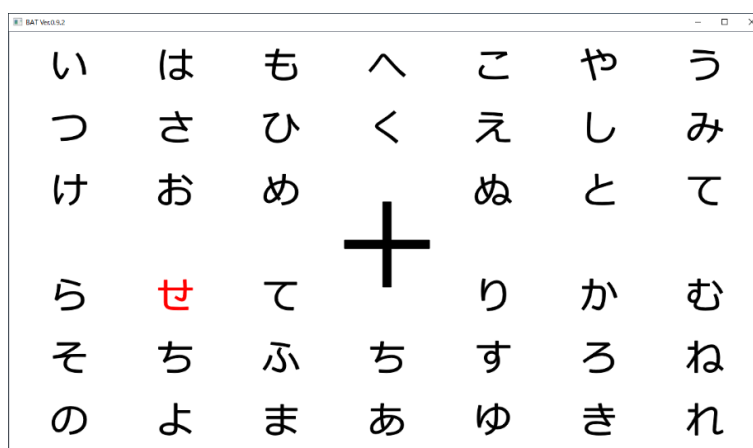 BAT Ver.0.9.2
い は も へ こ や う
つ さ ひ く え し み
け お め ぬ と て
ら せ て り か む
そ ち ふ ち す ろ ね
の よ ま あ ゆ き れ